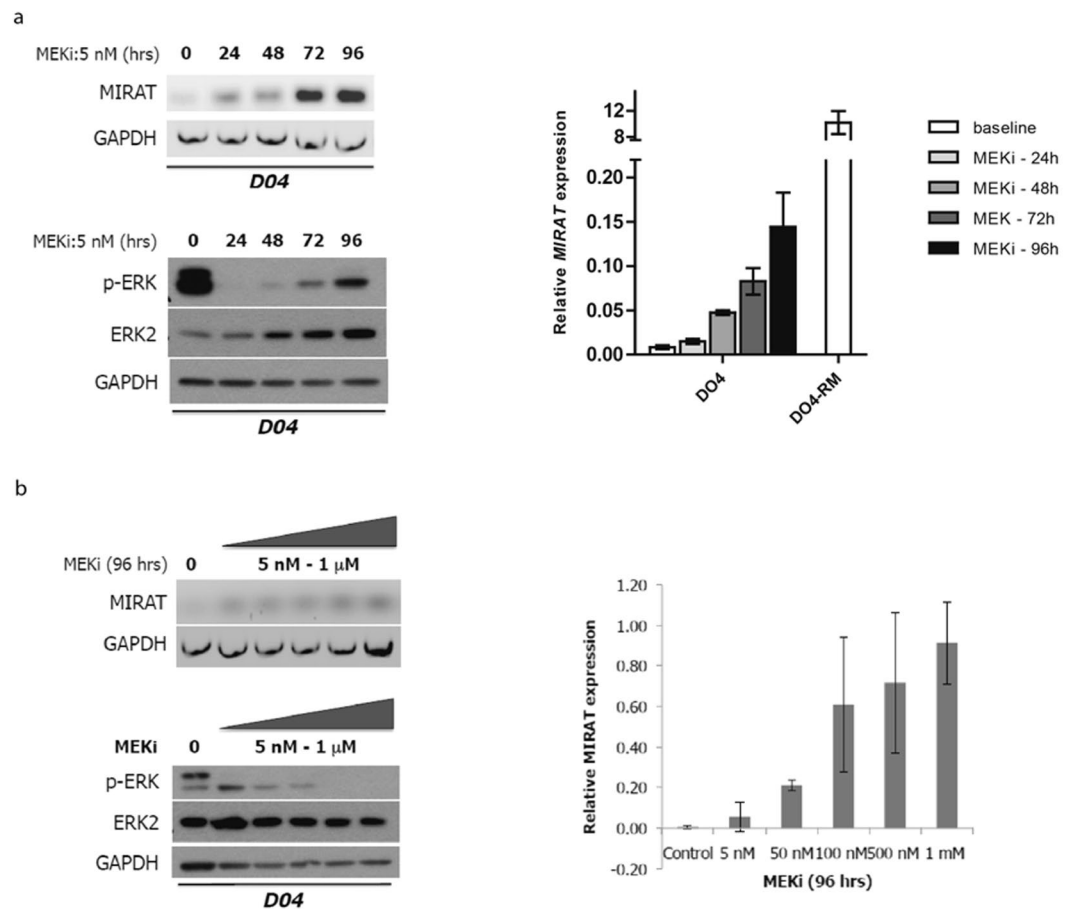 a
MEKi:5 nM (hrs) 0 24 48 72 96
MIRAT
GAPDH
D04
MEKi:5 nM (hrs) 0 24 48 72 96
p-ERK
ERK2
GAPDH
D04
Relative MIRAT expression
12
8
0.20
0.15
0.10
0.05
0.00
DO4
DO4-RM
baseline
MEKi - 24h
MEKi - 48h
MEK - 72h
MEKi - 96h
b
MEKi (96 hrs) 0 5 nM - 1 μM
MIRAT
GAPDH
MEKi 0 5 nM - 1 μM
p-ERK
ERK2
GAPDH
D04
Relative MIRAT expression
1.20
1.00
0.80
0.60
0.40
0.20
0.00
-0.20
Control 5 nM 50 nM 100 nM 500 nM 1 mM
MEKi (96 hrs)